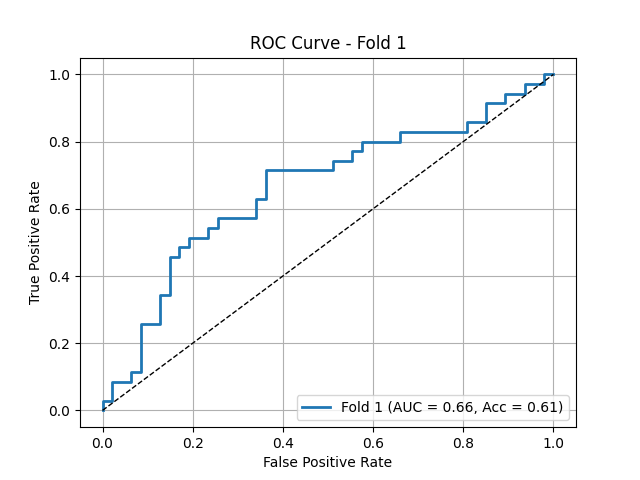 ROC Curve - Fold 1
1.0
0.8
0.6
0.4
0.2
0.0
True Positive Rate
Fold 1 (AUC = 0.66, Acc = 0.61)
0.0 0.2 0.4 0.6 0.8 1.0
False Positive Rate